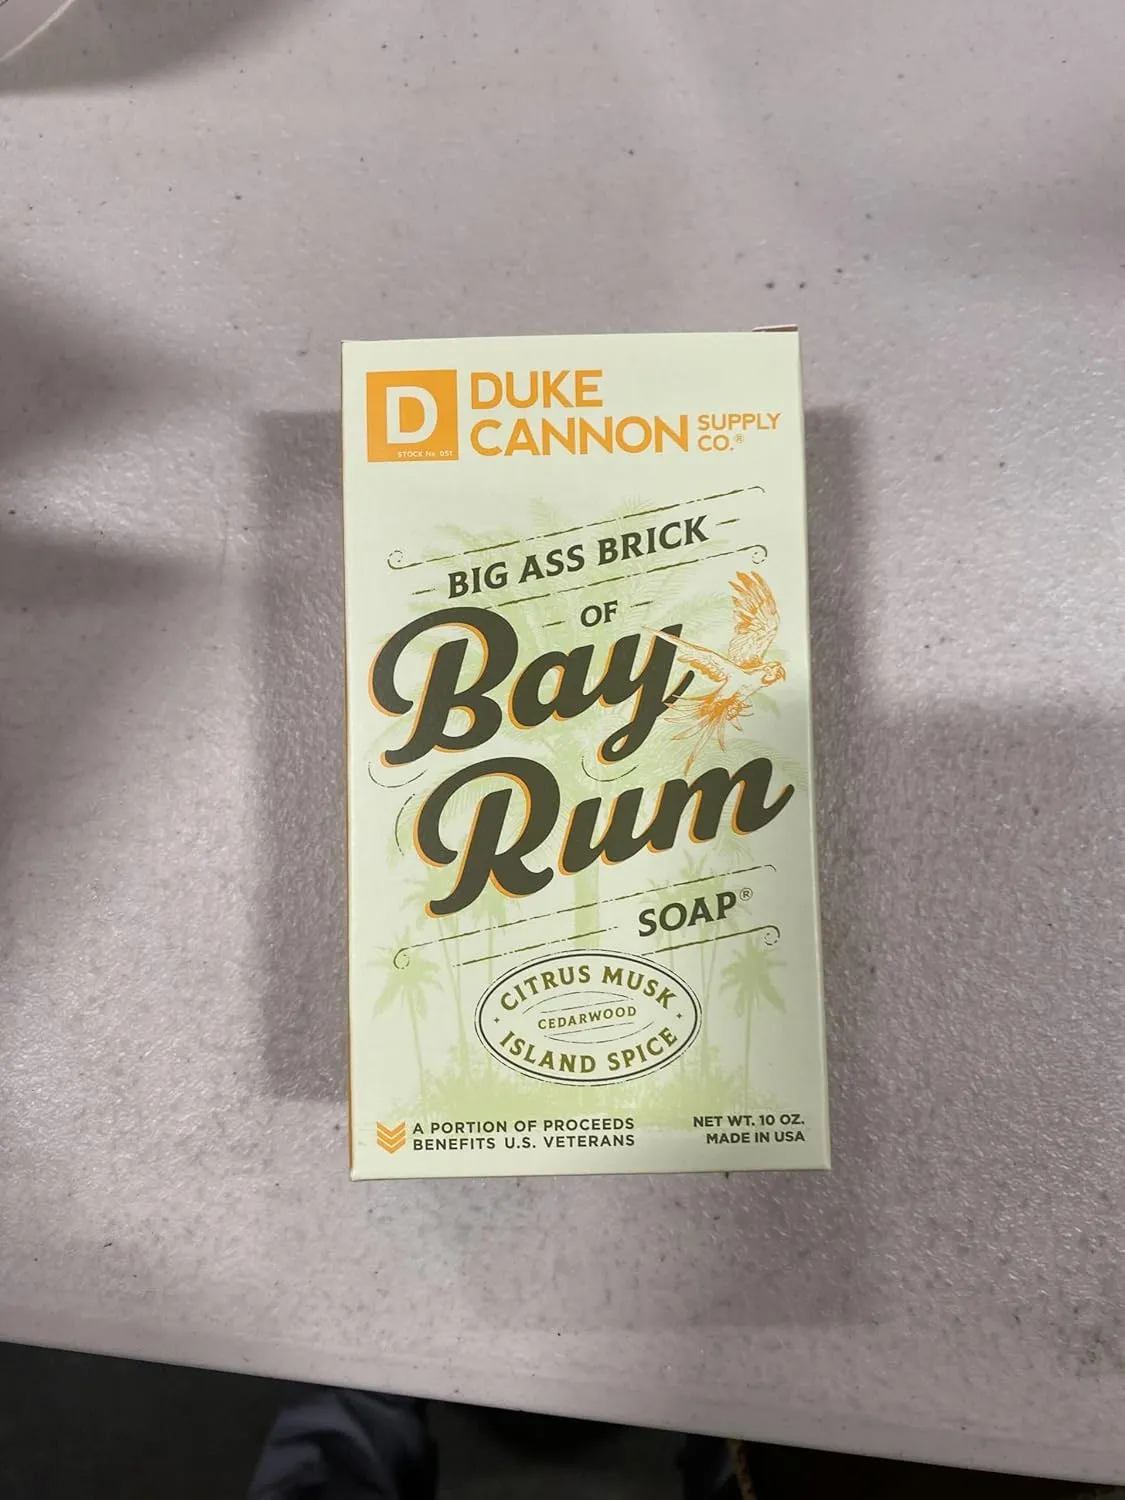 D
STOCK No. 051
DUKE
CANNON
SUPPLY
CO.®
BIG ASS BRICK
OF
Bay
Rum
SOAP®
CITRUS MUSK
CEDARWOOD
ISLAND SPICE
A PORTION OF PROCEEDS
BENEFITS U.S. VETERANS
NET WT. 10 OZ.
MADE IN USA